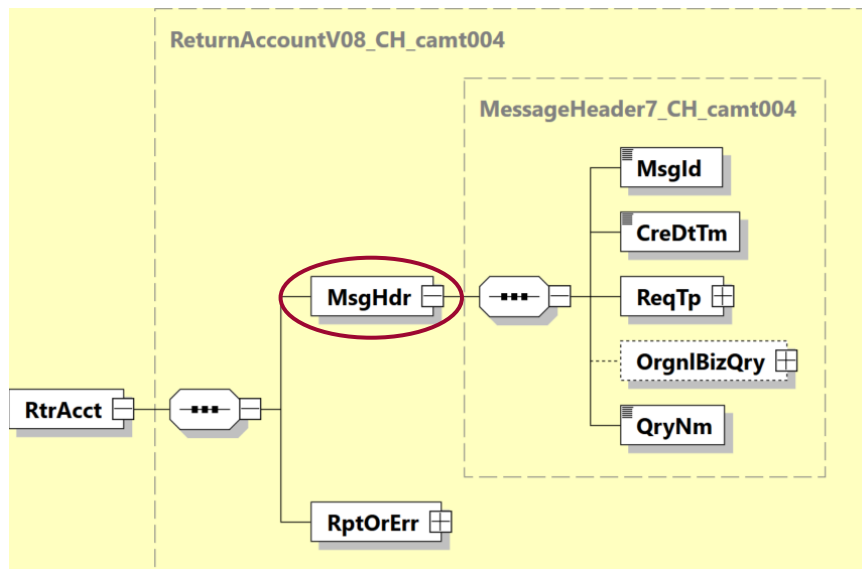 ReturnAccountV08_CH_camt004
MessageHeader7_CH_camt004
MsgId
CreDtTm
MsgHdr
ReqTp
OrgnlBizQry
RtrAcct
QryNm
RptOrErr